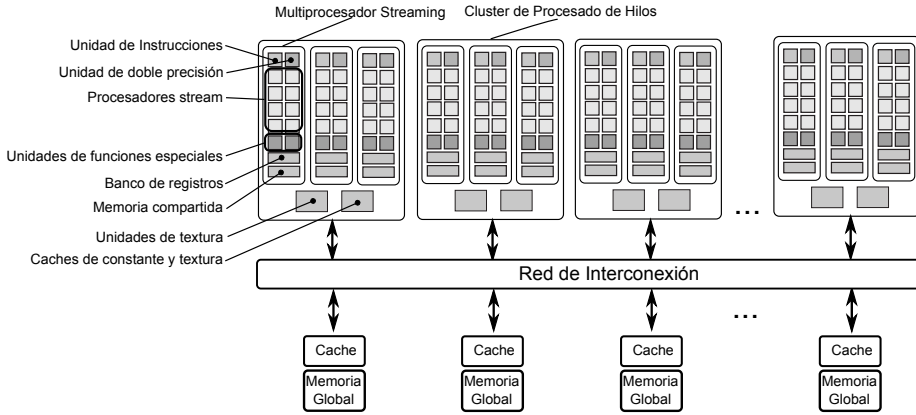 Multiprocesador Streaming
Cluster de Procesado de Hilos
Unidad de Instrucciones
Unidad de doble precisión
Procesadores stream
Unidades de funciones especiales
Banco de registros
Memoria compartida
Unidades de textura
Caches de constante y textura
...
Red de Interconexión
...
Cache
Cache
Cache
Cache
Memoria
Global
Memoria
Global
Memoria
Global
Memoria
Global